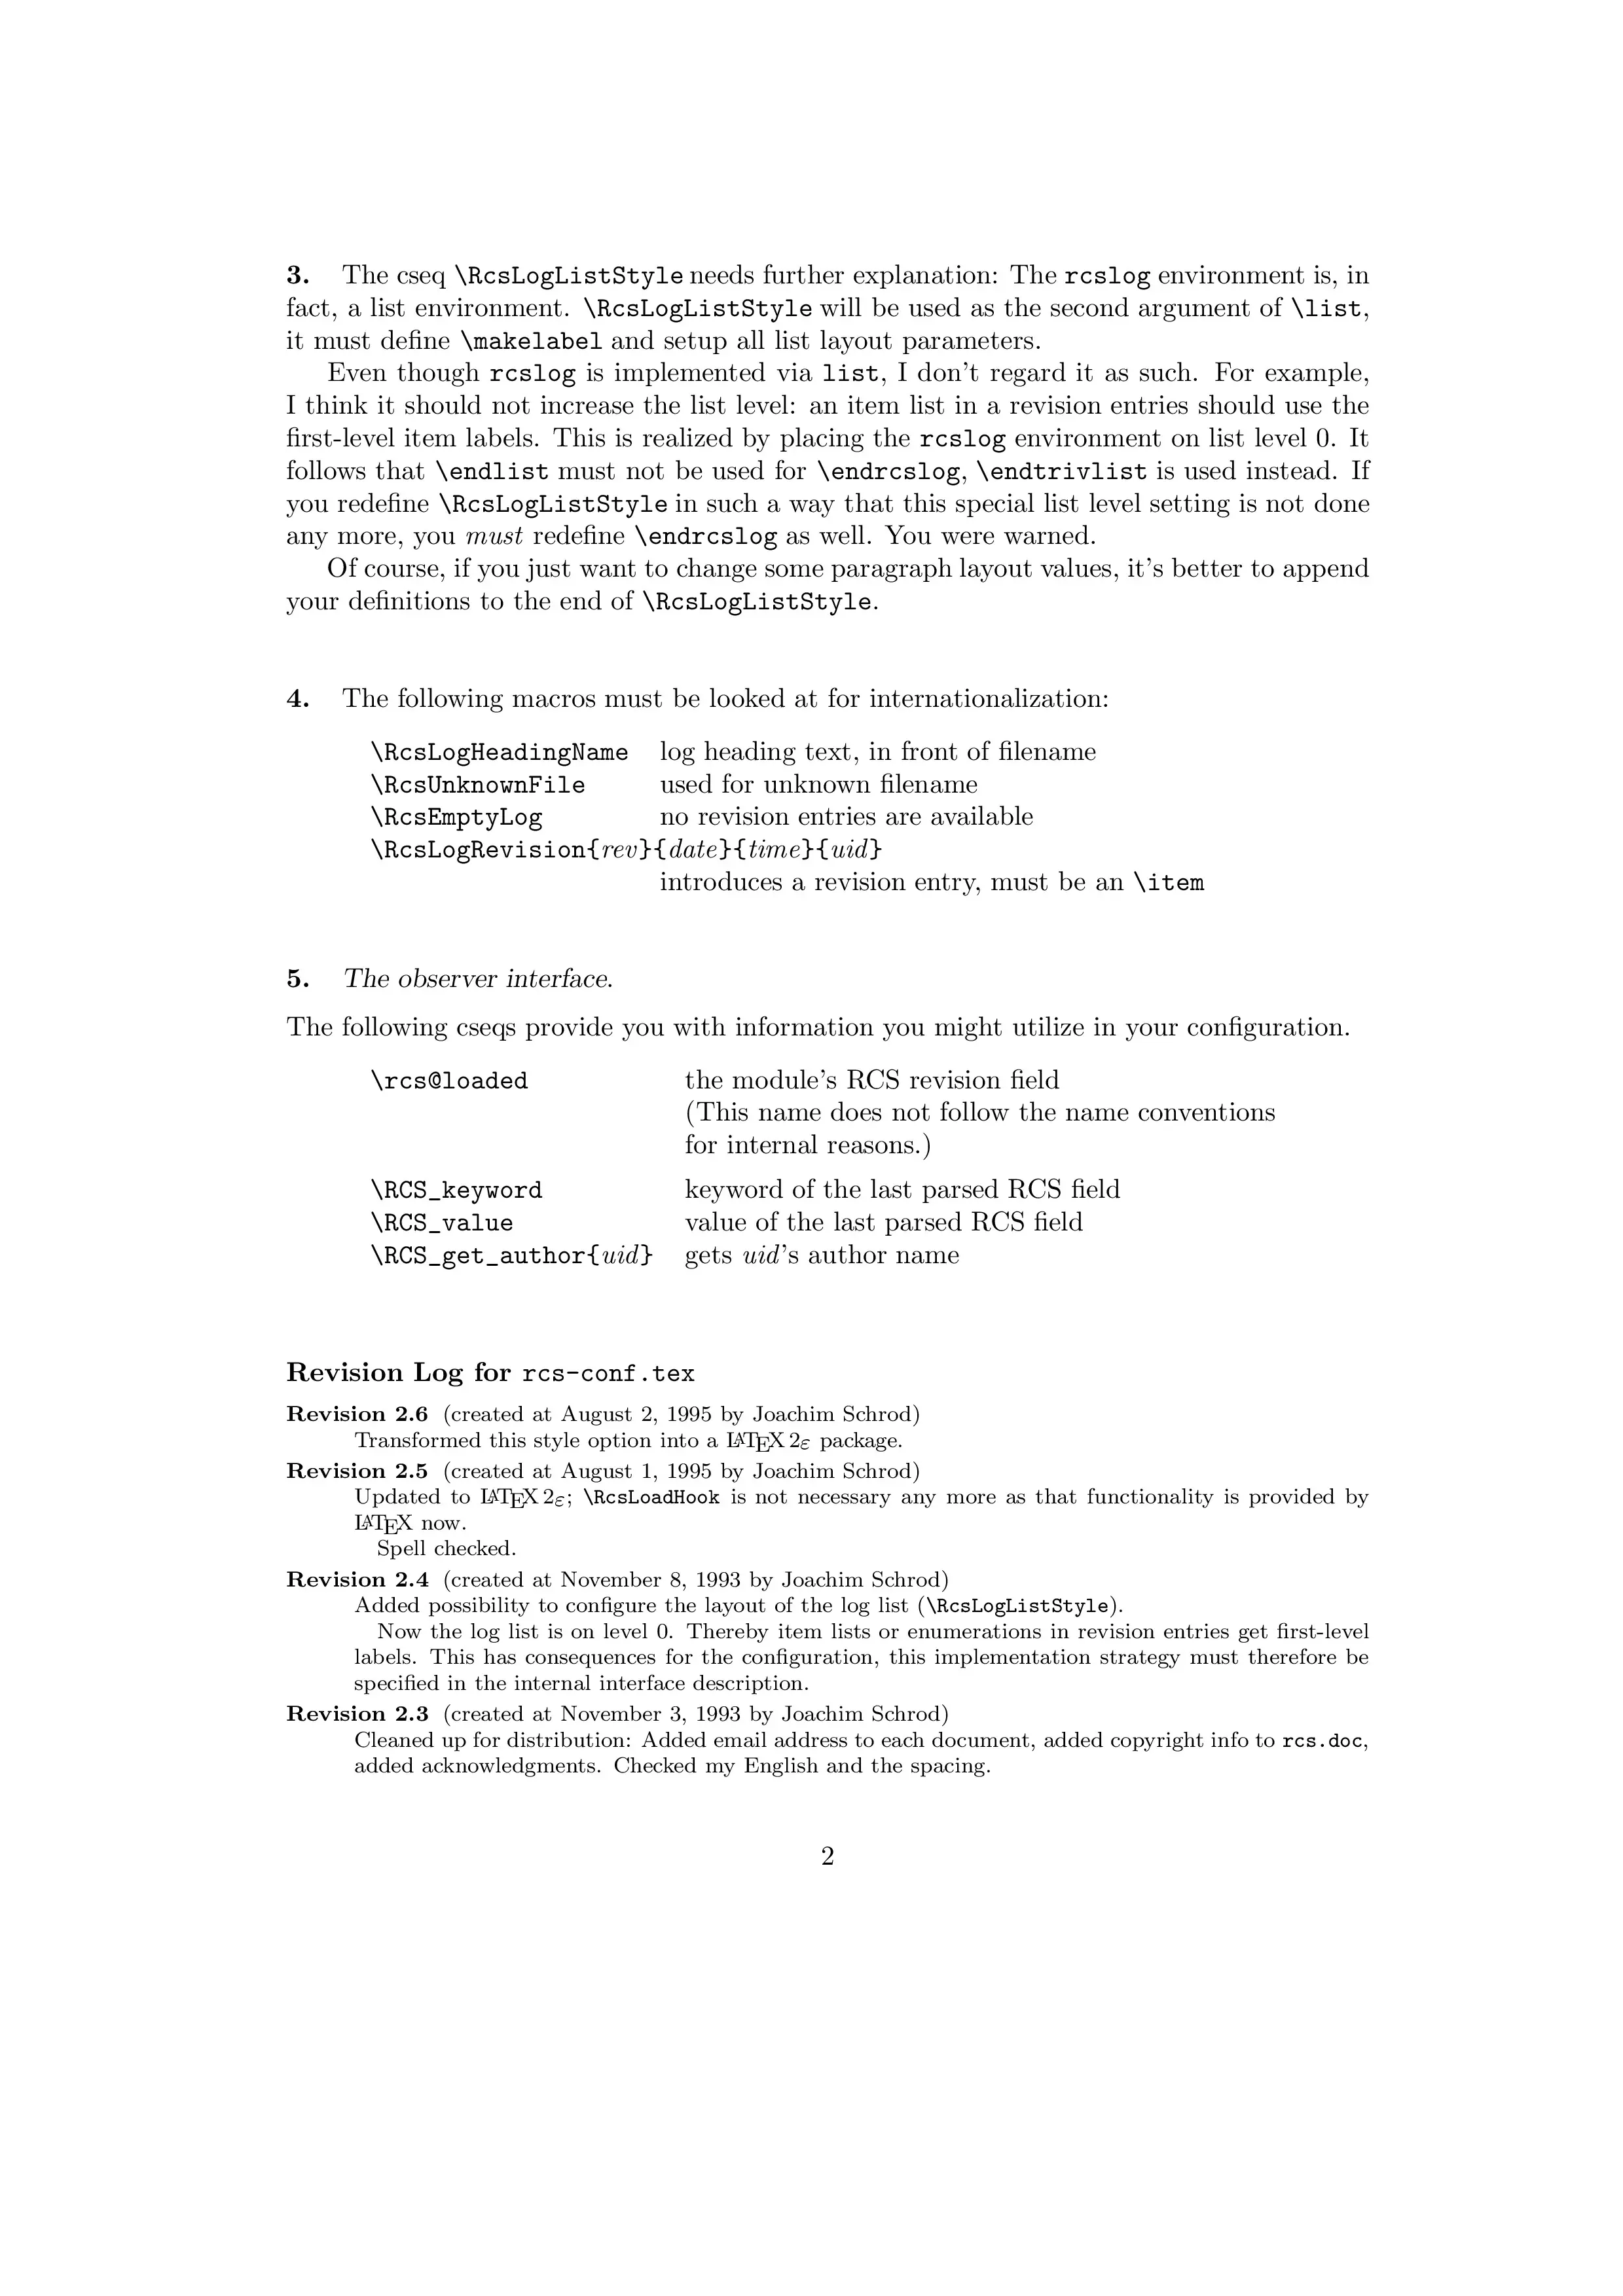 3. The cseq \RcsLogListStyle needs further explanation: The rcslog environment is, in
fact, a list environment. \RcsLogListStyle will be used as the second argument of \list,
it must define \makelabel and setup all list layout parameters.
Even though rcslog is implemented via list, I don't regard it as such. For example,
I think it should not increase the list level: an item list in a revision entries should use the
first-level item labels. This is realized by placing the rcslog environment on list level 0. It
follows that \endlist must not be used for \endrcslog, \endtrivlist is used instead. If
you redefine \RcsLogListStyle in such a way that this special list level setting is not done
any more, you must redefine \endrcslog as well. You were warned.
Of course, if you just want to change some paragraph layout values, it's better to append
your definitions to the end of \RcsLogListStyle.
4. The following macros must be looked at for internationalization:
\RcsLogHeadingName log heading text, in front of filename
\RcsUnknownFile used for unknown filename
\RcsEmptyLog no revision entries are available
\RcsLogRevision{rev}{date}{time}{uid}
introduces a revision entry, must be an \item
5. The observer interface.
The following cseqs provide you with information you might utilize in your configuration.
\rcs@loaded the module's RCS revision field
(This name does not follow the name conventions
for internal reasons.)
\RCS_keyword keyword of the last parsed RCS field
\RCS_value value of the last parsed RCS field
\RCS_get_author{uid} gets uid's author name
Revision Log for rcs-conf.tex
Revision 2.6 (created at August 2, 1995 by Joachim Schrod)
Transformed this style option into a LATEX 2ε package.
Revision 2.5 (created at August 1, 1995 by Joachim Schrod)
Updated to LATEX 2ε; \RcsLoadHook is not necessary any more as that functionality is provided by
LATEX now.
Spell checked.
Revision 2.4 (created at November 8, 1993 by Joachim Schrod)
Added possibility to configure the layout of the log list (\RcsLogListStyle).
Now the log list is on level 0. Thereby item lists or enumerations in revision entries get first-level
labels. This has consequences for the configuration, this implementation strategy must therefore be
specified in the internal interface description.
Revision 2.3 (created at November 3, 1993 by Joachim Schrod)
Cleaned up for distribution: Added email address to each document, added copyright info to rcs.doc,
added acknowledgments. Checked my English and the spacing.
2